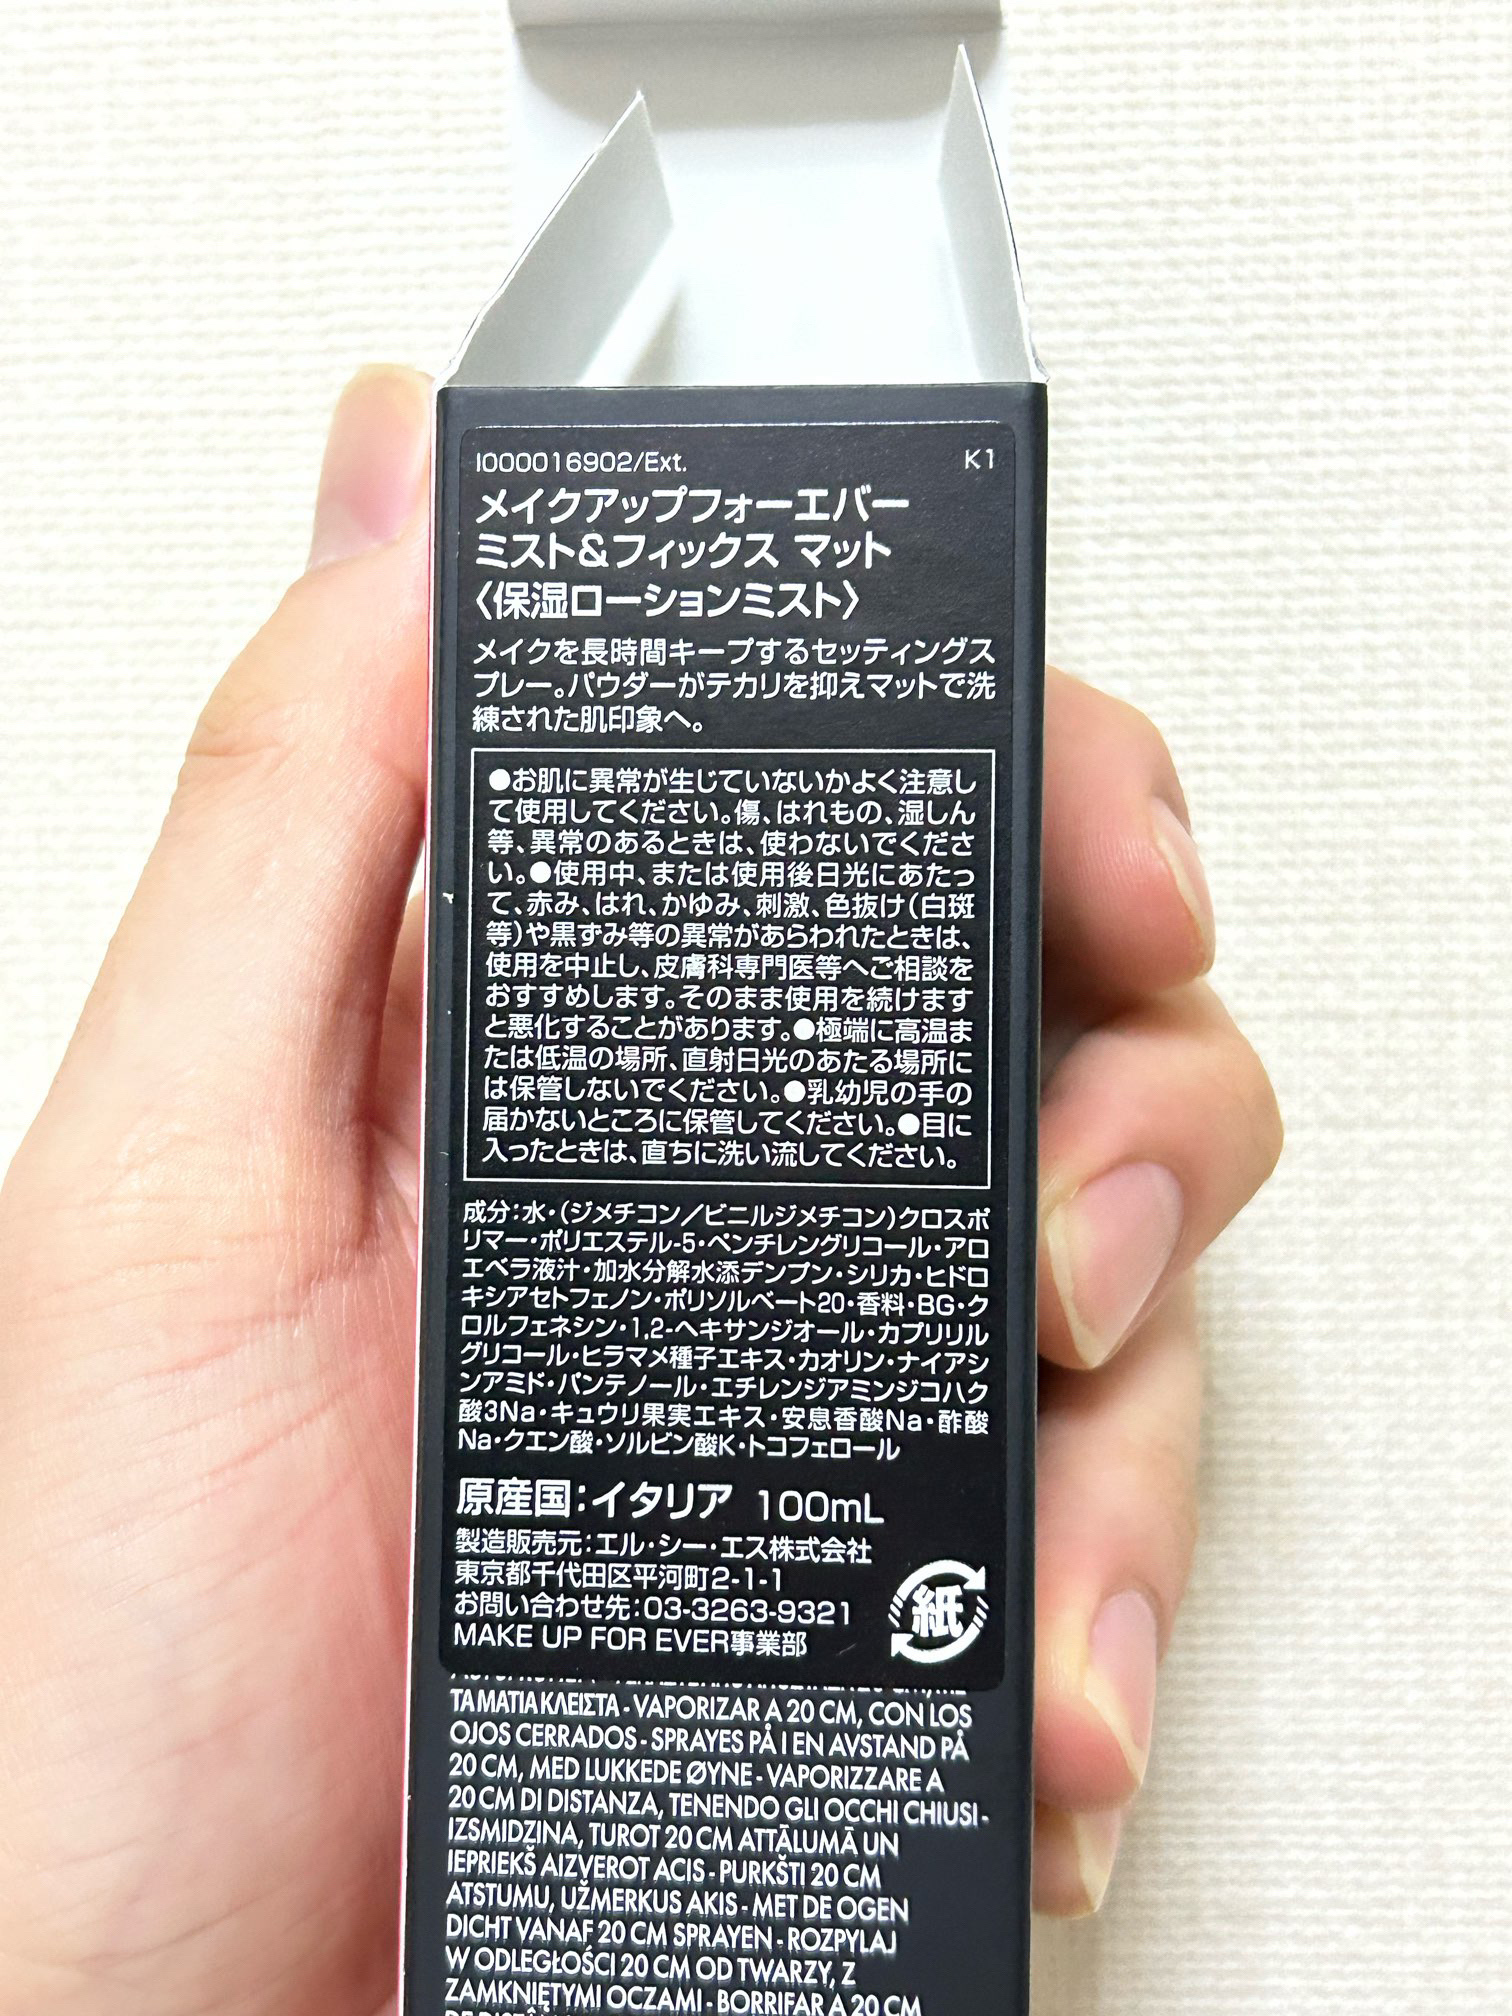 I000016902/Ext. K1
メイクアップフォーエバー
ミスト&フィックス マット
〈保湿ローションミスト〉
メイクを長時間キープするセッティングス
プレー。パウダーがテカリを抑えマットで洗
練された肌印象へ。
●お肌に異常が生じていないかよく注意し
て使用してください。傷、はれもの、湿しん
等、異常のあるときは、使わないでくださ
い。●使用中、または使用後日光にあたっ
て、赤み、はれ、かゆみ、刺激、色抜け(白斑
等)や黒ずみ等の異常があらわれたときは、
使用を中止し、皮膚科専門医等へご相談を
おすすめします。そのまま使用を続けます
と悪化することがあります。●極端に高温ま
たは低温の場所、直射日光のあたる場所に
は保管しないでください。●乳幼児の手の
届かないところに保管してください。●目に
入ったときは、直ちに洗い流してください。
成分:水・(ジメチコン/ビニルジメチコン)クロスポ
リマー・ポリエステル-5・ペンチレングリコール・アロ
エベラ液汁・加水分解水添デンプン・シリカ・ヒドロ
キシアセトフェノン・ポリソルベート20・香料・BG・ク
ロルフェネシン・1,2-ヘキサンジオール・カプリリル
グリコール・ヒラマメ種子エキス・カオリン・ナイアシ
ンアミド・パンテノール・エチレンジアミンジコハク
酸3Na・キュウリ果実エキス・安息香酸Na・酢酸
Na・クエン酸・ソルビン酸K・トコフェロール
原産国:イタリア 100mL
製造販売元:エル・シー・エス株式会社
東京都千代田区平河町2-1-1
お問い合わせ先:03-3263-9321
MAKE UP FOR EVER事業部
紙
ΤΑ ΜΑΤΙΑ ΚΛΕΙΣΤΑ - VAPORIZAR A 20 CM, CON LOS
OJOS CERRADOS - SPRAYES PÅ I EN AVSTAND PÅ
20 CM, MED LUKKEDE ØYNE - VAPORIZZARE A
20 CM DI DISTANZA, TENENDO GLI OCCHI CHIUSI -
IZSMIDZINA, TUROT 20 CM ATTĀLUMĀ UN
IEPRIEKŠ AIZVEROT ACIS - PURKŠTI 20 CM
ATSTUMU, UŽMERKUS AKIS - MET DE OGEN
DICHT VANAF 20 CM SPRAYEN - ROZPYLAJ
W ODLEGŁOŚCI 20 CM OD TWARZY, Z
ZAMKNIĘTYMI OCZAMI - BORRIFAR A 20 CM